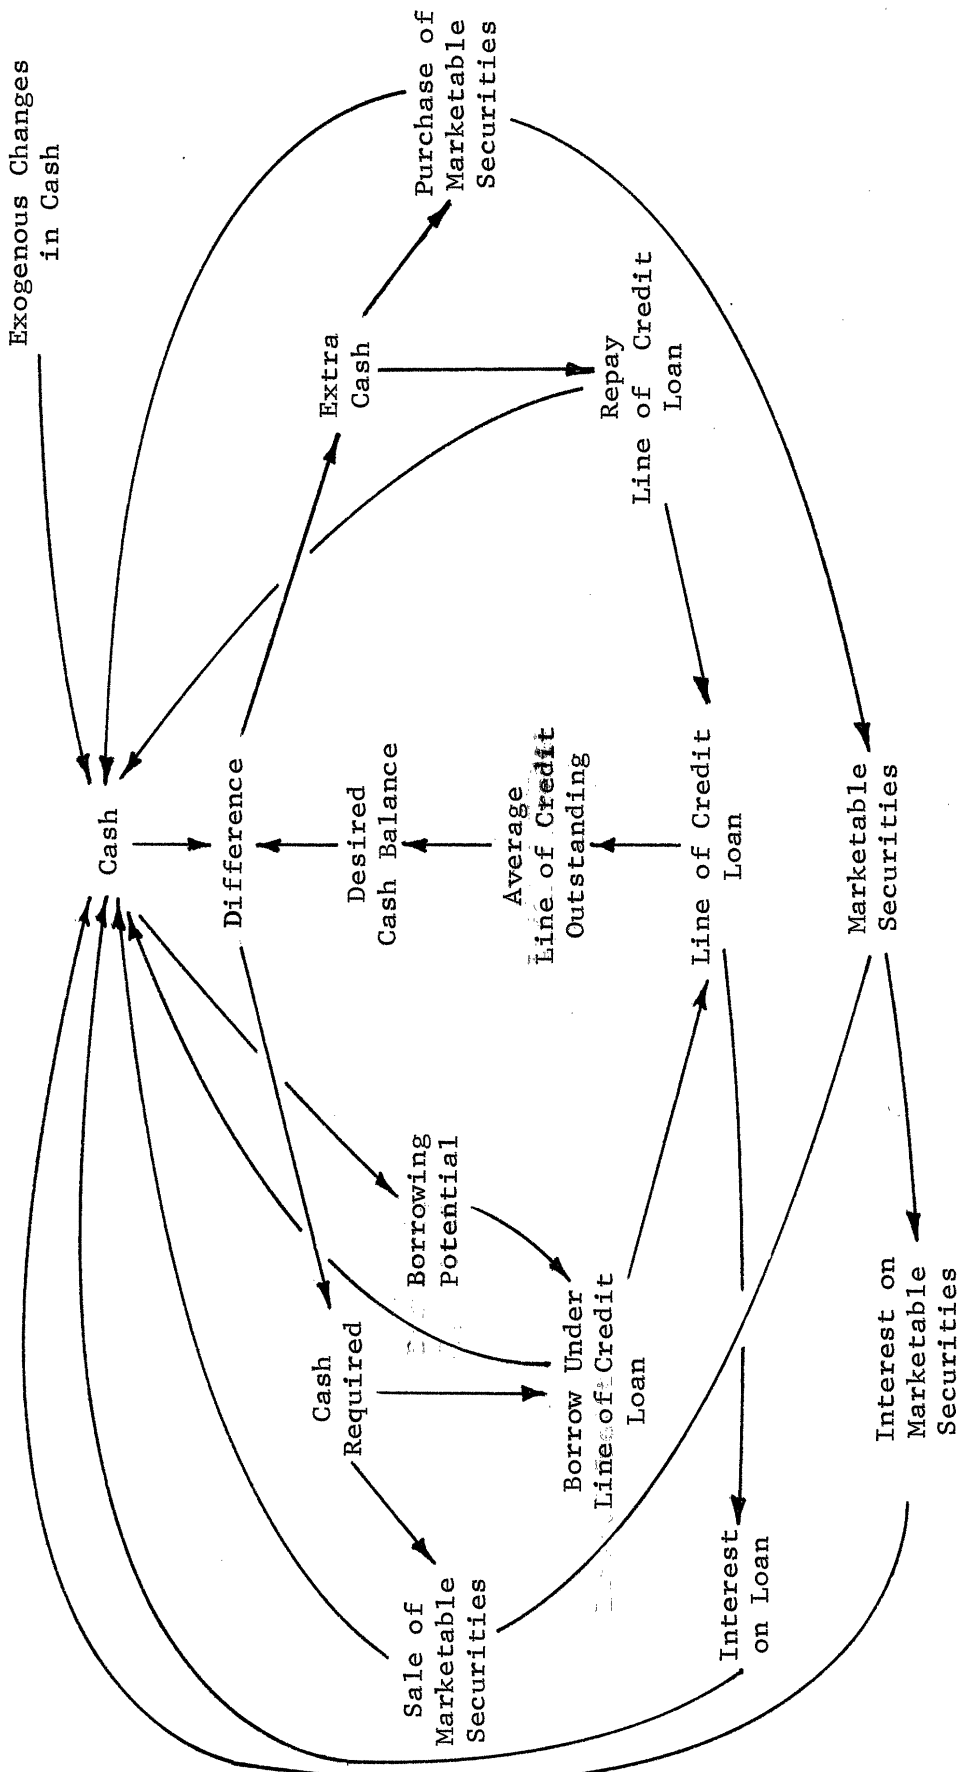 Exogenous Changes
in Cash
Cash
Difference
Extra
Cash
Purchase of
Marketable
Securities
Cash
Required
Desired
Cash Balance
Borrowing
Potential
Sale of
Marketable
Securities
Average
Line of Credit
Outstanding
Borrow Under
Line of Credit
Loan
Repay
Line of Credit
Loan
Line of Credit
Loan
Interest
on Loan
Marketable
Securities
Interest on
Marketable
Securities